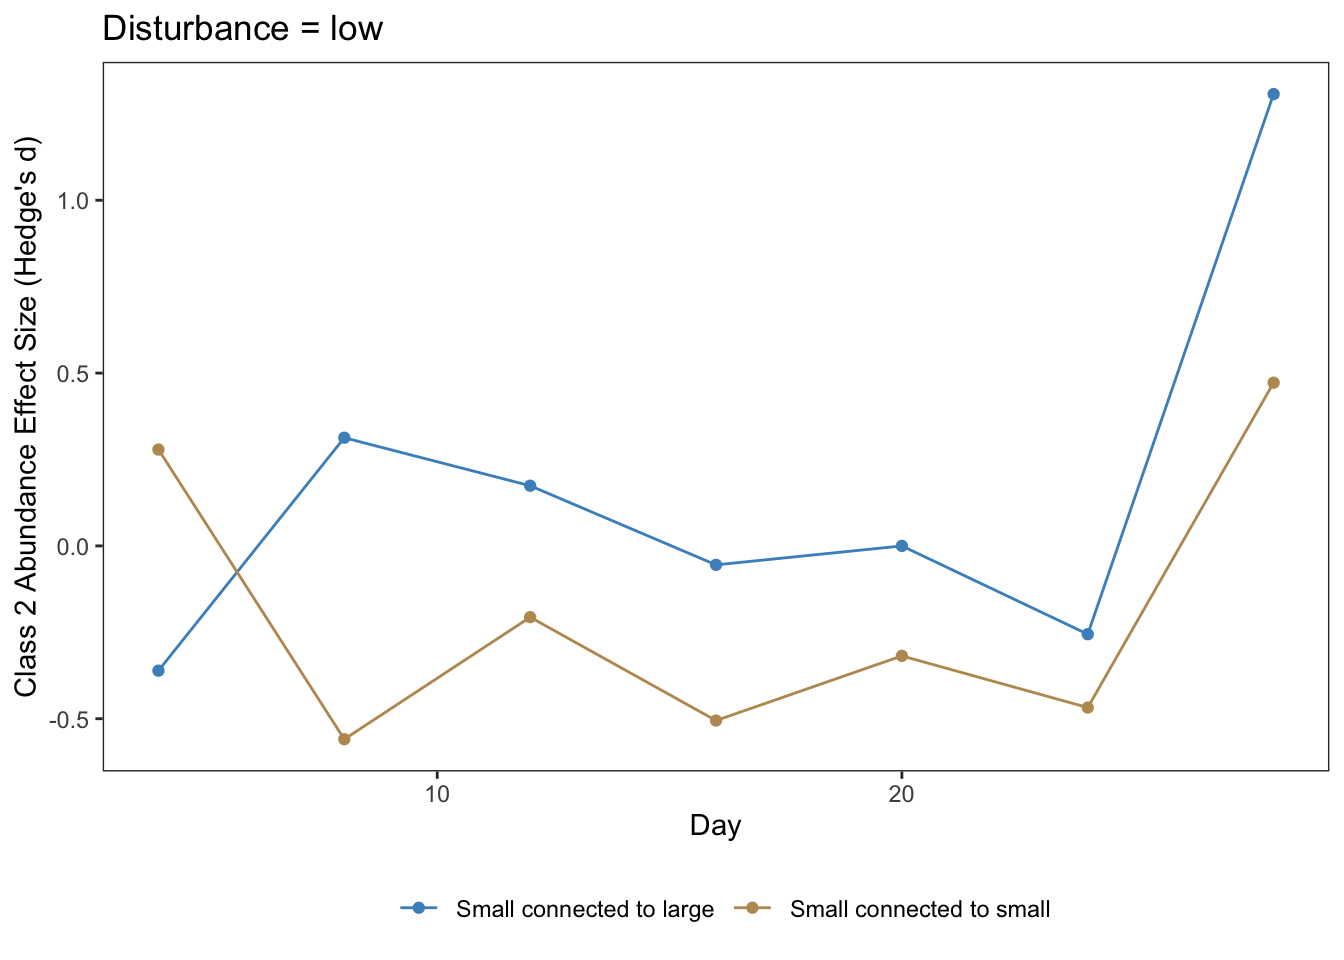 Disturbance = low
Class 2 Abundance Effect Size (Hedge's d)
1.0
0.5
0.0
-0.5
10 20
Day
Small connected to large Small connected to small